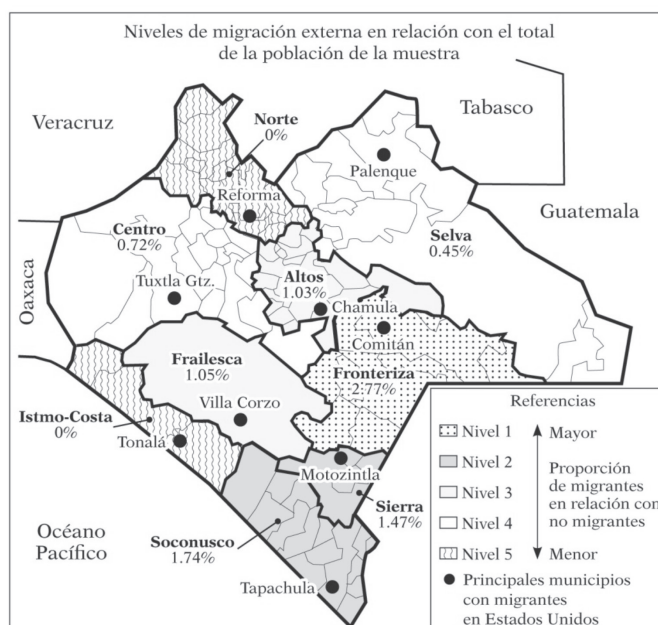 Niveles de migración externa en relación con el total
de la población de la muestra
Veracruz
Tabasco
Norte
0%
Palenque
Reforma
Guatemala
Centro
0.72%
Selva
0.45%
Oaxaca
Altos
1.03%
Tuxtla Gtz.
Chamula
Comitán
Frailesca
1.05%
Fronteriza
2.77%
Villa Corzo
Istmo-Costa
0%
Tonalá
Motozintla
Sierra
1.47%
Océano
Pacífico
Soconusco
1.74%
Tapachula
Referencias
Nivel 1
Mayor
Nivel 2
Nivel 3
Nivel 4
Nivel 5
Proporción
de migrantes
en relación con
no migrantes
Menor
Principales municipios
con migrantes
en Estados Unidos